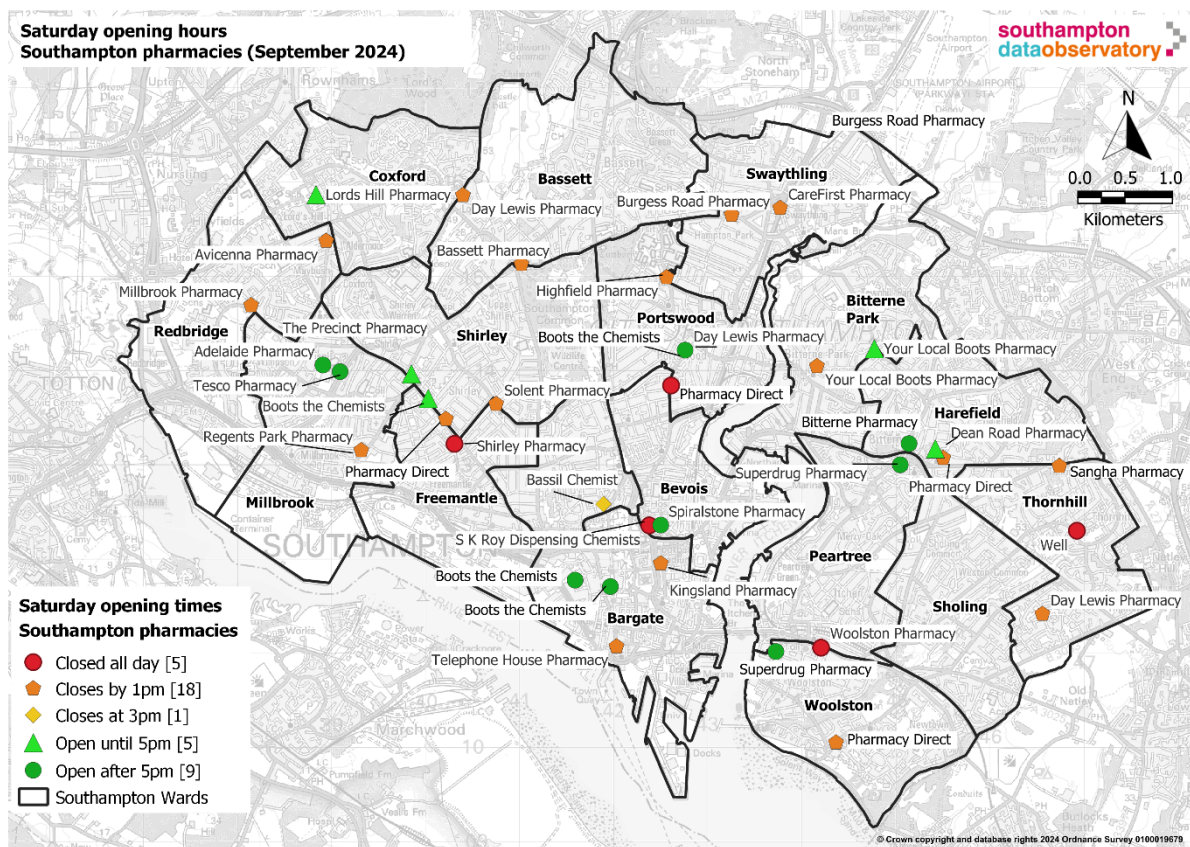 Saturday opening hours
Southampton pharmacies (September 2024)
southampton
dataobservatory
N
0.0 0.5 1.0
Kilometers
Burgess Road Pharmacy
Coxford
Bassett
Swaythling
Lords Hill Pharmacy
Day Lewis Pharmacy
Burgess Road Pharmacy
CareFirst Pharmacy
Avicenna Pharmacy
Bassett Pharmacy
Highfield Pharmacy
Millbrook Pharmacy
Redbridge
The Precinct Pharmacy
Shirley
Portswood
Bitterne
Park
Adelaide Pharmacy
Tesco Pharmacy
Boots the Chemists
Day Lewis Pharmacy
Your Local Boots Pharmacy
Your Local Boots Pharmacy
Boots the Chemists
Solent Pharmacy
Pharmacy Direct
Harefield
Bitterne Pharmacy
Dean Road Pharmacy
Regents Park Pharmacy
Shirley Pharmacy
Pharmacy Direct
Superdrug Pharmacy
Pharmacy Direct
Sangha Pharmacy
Millbrook
Freemantle
Bassil Chemist
Bevois
Thornhill
Spiralstone Pharmacy
S K Roy Dispensing Chemists
SOUTHAMPTON
Peartree
Well
Boots the Chemists
Boots the Chemists
Kingsland Pharmacy
Sholing
Day Lewis Pharmacy
Bargate
Telephone House Pharmacy
Woolston Pharmacy
Superdrug Pharmacy
Woolston
Pharmacy Direct
Saturday opening times
Southampton pharmacies
Closed all day [5]
Closes by 1pm [18]
Closes at 3pm [1]
Open until 5pm [5]
Open after 5pm [9]
Southampton Wards
TOTTON
Marchwood
Rownhams
Nursling
North
Stoneham
© Crown copyright and database rights 2024 Ordnance Survey 0100019679